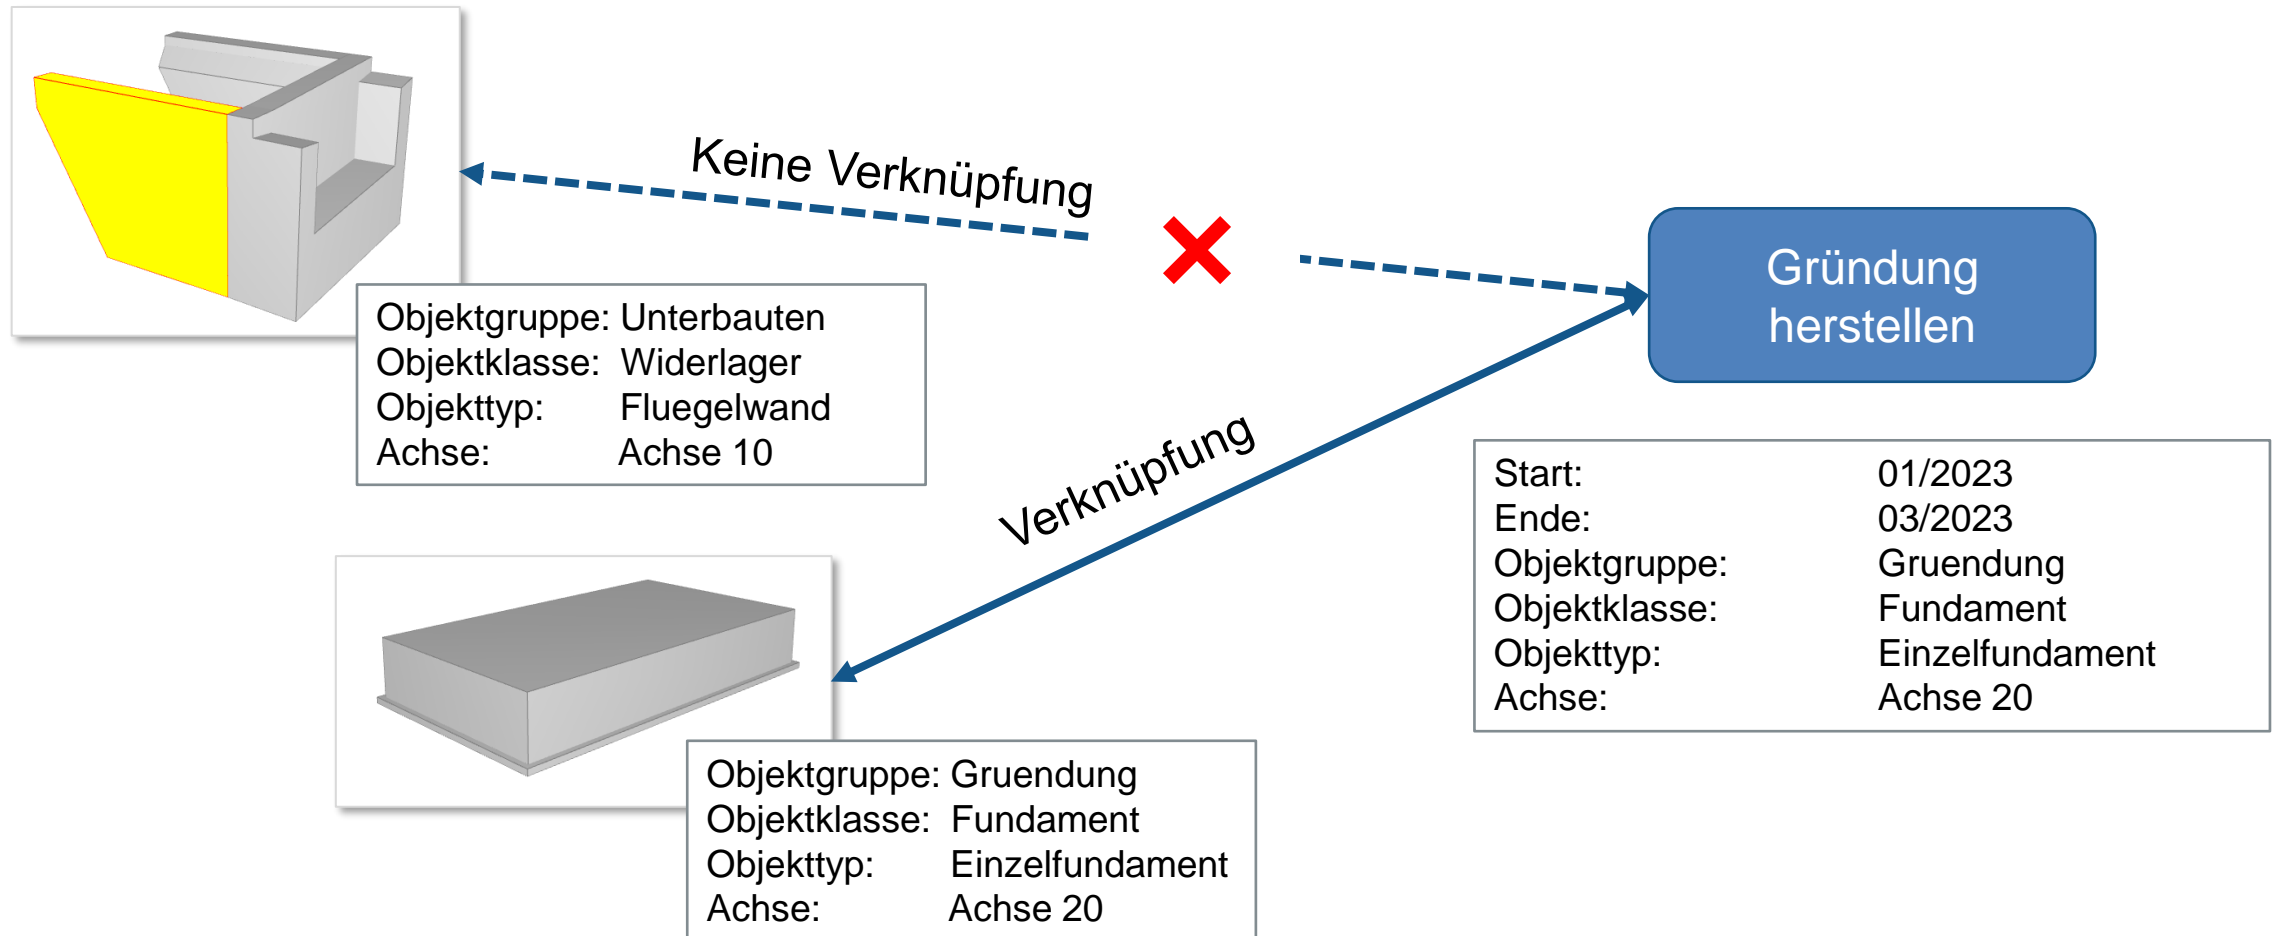 Keine Verknüpfung
Gründung
herstellen
Objektgruppe: Unterbauten
Objektklasse: Widerlager
Objekttyp: Fluegelwand
Achse: Achse 10
Verknüpfung
Start: 01/2023
Ende: 03/2023
Objektgruppe: Gruendung
Objektklasse: Fundament
Objekttyp: Einzelfundament
Achse: Achse 20
Objektgruppe: Gruendung
Objektklasse: Fundament
Objekttyp: Einzelfundament
Achse: Achse 20